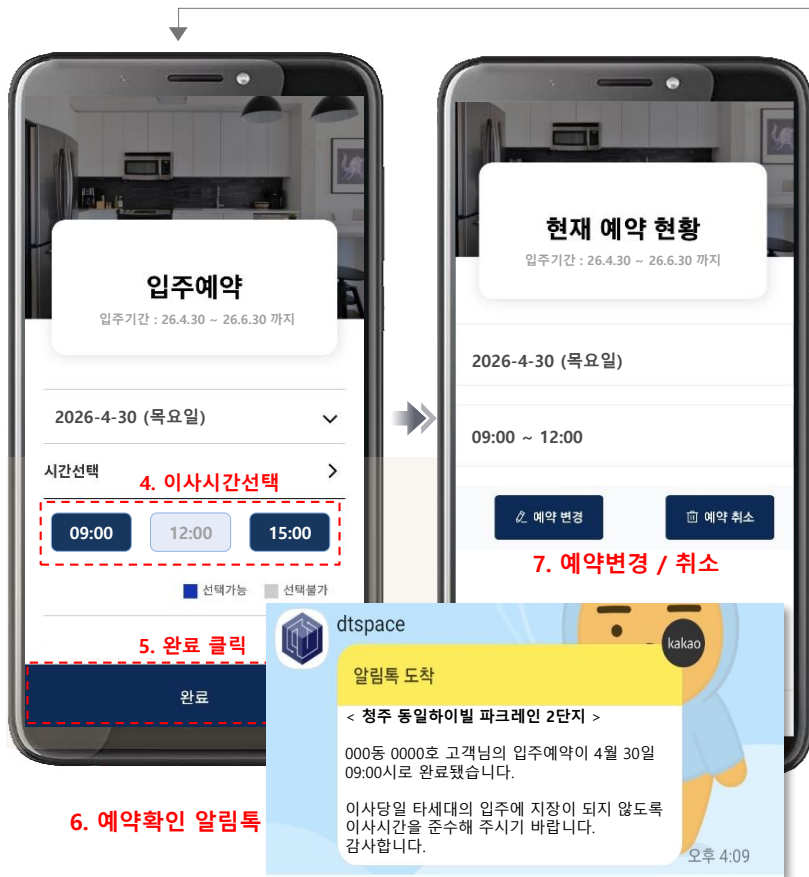 입주예약
입주기간 : 26.4.30 ~ 26.6.30 까지
2026-4-30 (목요일)
시간선택
4. 이사시간선택
09:00
12:00
15:00
선택가능
선택불가
5. 완료 클릭
완료
6. 예약확인 알림톡
현재 예약 현황
입주기간 : 26.4.30 ~ 26.6.30 까지
2026-4-30 (목요일)
09:00 ~ 12:00
예약 변경
예약 취소
7. 예약변경 / 취소
dtspace
kakao
알림톡 도착
< 청주 동일하이빌 파크레인 2단지 >
000동 0000호 고객님의 입주예약이 4월 30일
09:00시로 완료됐습니다.
이사당일 타세대의 입주에 지장이 되지 않도록
이사시간을 준수해 주시기 바랍니다.
감사합니다.
오후 4:09